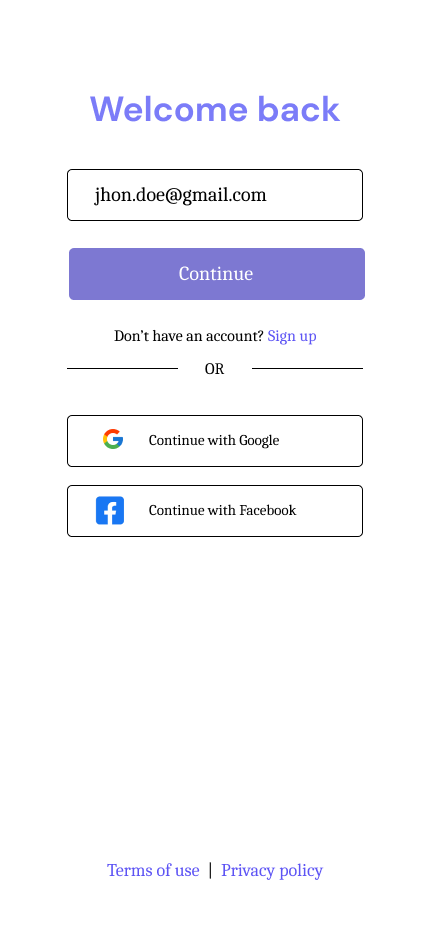 Welcome back
jhon.doe@gmail.com
Continue
Don't have an account? Sign up
OR
Continue with Google
Continue with Facebook
Terms of use | Privacy policy